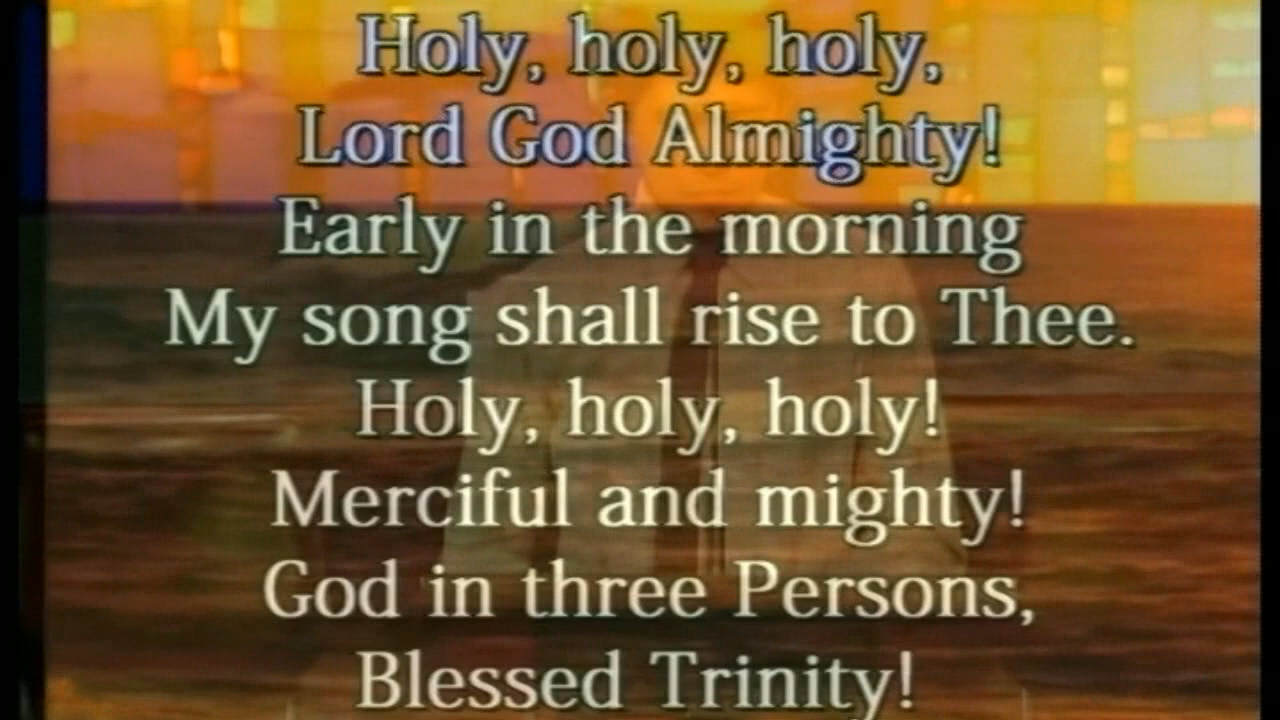 Holy, holy, holy,
Lord God Almighty!
Early in the morning
My song shall rise to Thee.
Holy, holy, holy!
Merciful and mighty!
God in three Persons,
Blessed Trinity!